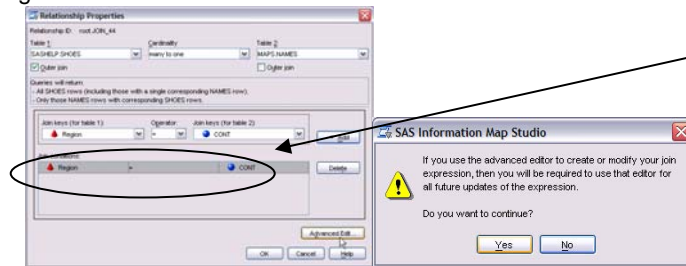 Relationship Properties
Relationship ID: root.JOIN_44
Table 1: Cardinality Table 2:
SASHELP.SHOES many to one MAPS.NAMES
Outer join Outer join
Queries will return:
- All SHOES rows (including those with a single corresponding NAMES row).
- Only those NAMES rows with corresponding SHOES rows.
Join keys (for table 1) Operator: Join keys (for table 2)
Region = CONT Add
Region = CONT Delete
Advanced Edit...
OK Cancel Help
SAS Information Map Studio
If you use the advanced editor to create or modify your join
expression, then you will be required to use that editor for
all future updates of the expression.
Do you want to continue?
Yes No